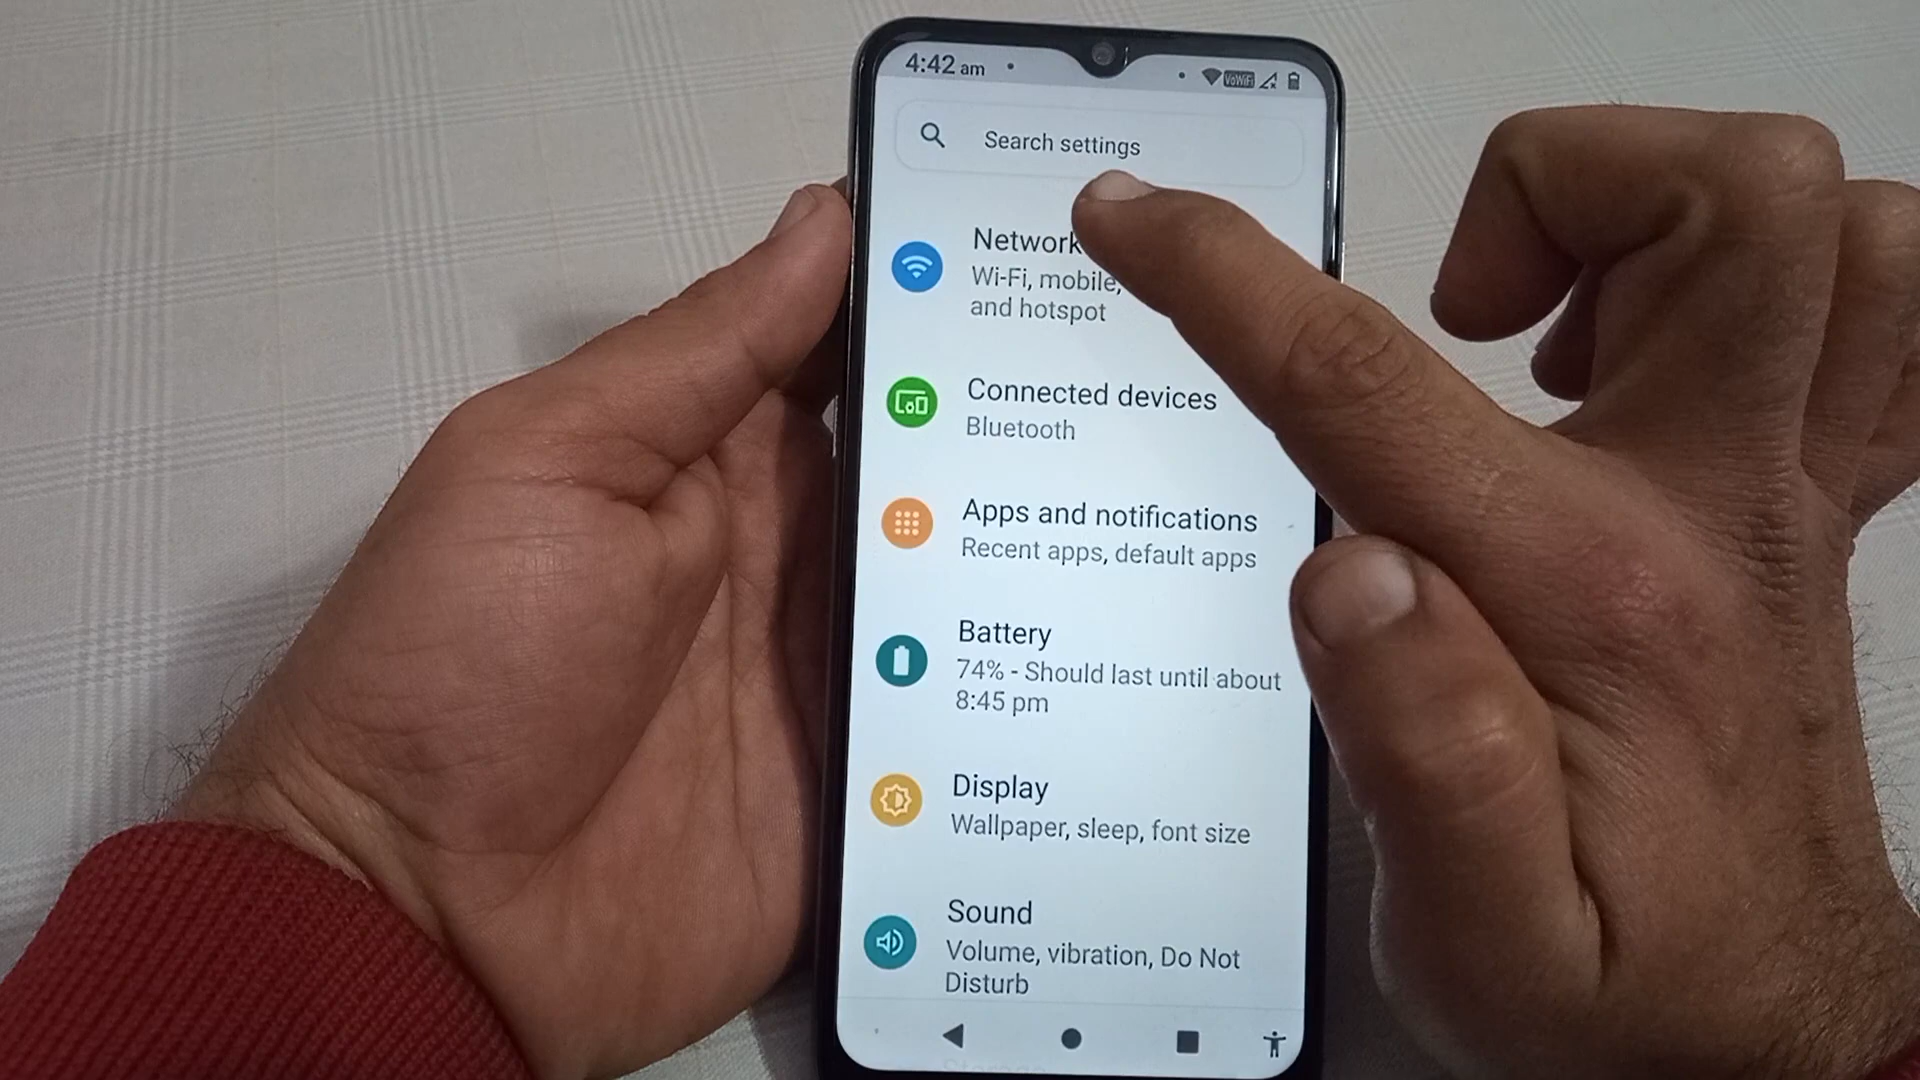 4:42 am
VoWiFi
Search settings
Network
Wi-Fi, mobile,
and hotspot
Connected devices
Bluetooth
Apps and notifications
Recent apps, default apps
Battery
74% - Should last until about
8:45 pm
Display
Wallpaper, sleep, font size
Sound
Volume, vibration, Do Not
Disturb